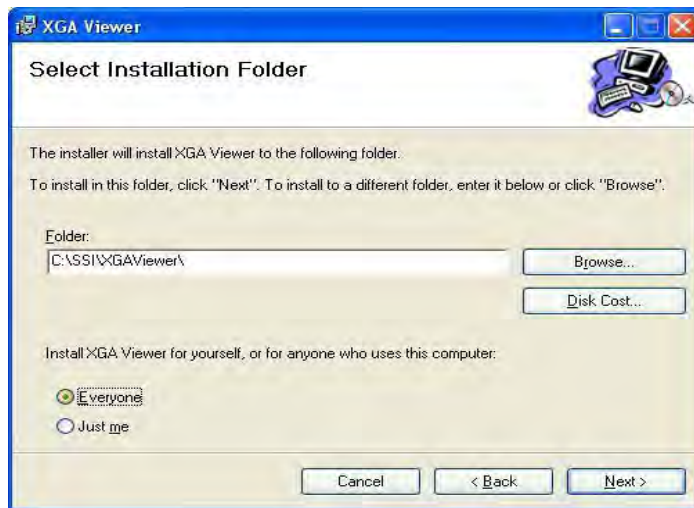 XGA Viewer
Select Installation Folder
The installer will install XGA Viewer to the following folder.
To install in this folder, click "Next". To install to a different folder, enter it below or click "Browse".
Folder:
C:\SSI\XGAViewer\
Browse...
Disk Cost...
Install XGA Viewer for yourself, or for anyone who uses this computer:
Everyone
Just me
Cancel
< Back
Next >